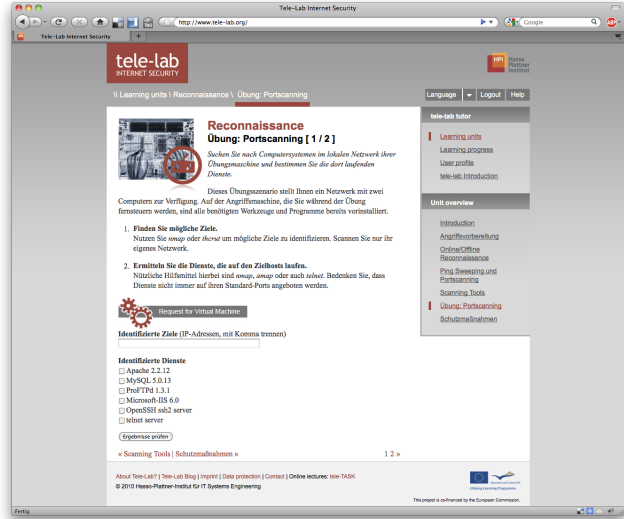 Tele-Lab Internet Security
http://www.tele-lab.org/
Google
ABP
Tele-Lab Internet Security
tele-lab
INTERNET SECURITY
HPI
Hasso
Plattner
Institut
\\ Learning units \ Reconnaissance \ Übung: Portscanning
Language
Logout
Help
Reconnaissance
Übung: Portscanning [ 1 / 2 ]
Suchen Sie nach Computersystemen im lokalen Netzwerk ihrer
Übungsmaschine und bestimmen Sie die dort laufenden
Dienste.
Dieses Übungsszenario stellt Ihnen ein Netzwerk mit zwei
Computern zur Verfügung. Auf der Angriffsmaschine, die Sie während der Übung
fernsteuern werden, sind alle benötigten Werkzeuge und Programme bereits vorinstalliert.
1. Finden Sie mögliche Ziele.
Nutzen Sie nmap oder thcrut um mögliche Ziele zu identifizieren. Scannen Sie nur ihr
eigenes Netzwerk.
2. Ermitteln Sie die Dienste, die auf den Zielhosts laufen.
Nützliche Hilfsmittel hierbei sind nmap, amap oder auch telnet. Bedenken Sie, dass
Dienste nicht immer auf ihren Standard-Ports angeboten werden.
Request for Virtual Machine
Identifizierte Ziele (IP-Adressen, mit Komma trennen)
Identifizierte Dienste
Apache 2.2.12
MySQL 5.0.13
ProFTPd 1.3.1
Microsoft-IIS 6.0
OpenSSH ssh2 server
telnet server
Ergebnisse prüfen
« Scanning Tools | Schutzmaßnahmen »
1 2 »
tele-lab tutor
Learning units
Learning progress
User profile
tele-lab Introduction
Unit overview
Introduction
Angriffsvorbereitung
Online/Offline
Reconnaissance
Ping Sweeping und
Portscanning
Scanning Tools
Übung: Portscanning
Schutzmaßnahmen
About Tele-Lab? | Tele-Lab Blog | Imprint | Data protection | Contact | Online lectures: tele-TASK
© 2010 Hasso-Plattner-Institut für IT Systems Engineering
Lifelong Learning Programme
This project is co-financed by the European Commission.
Fertig